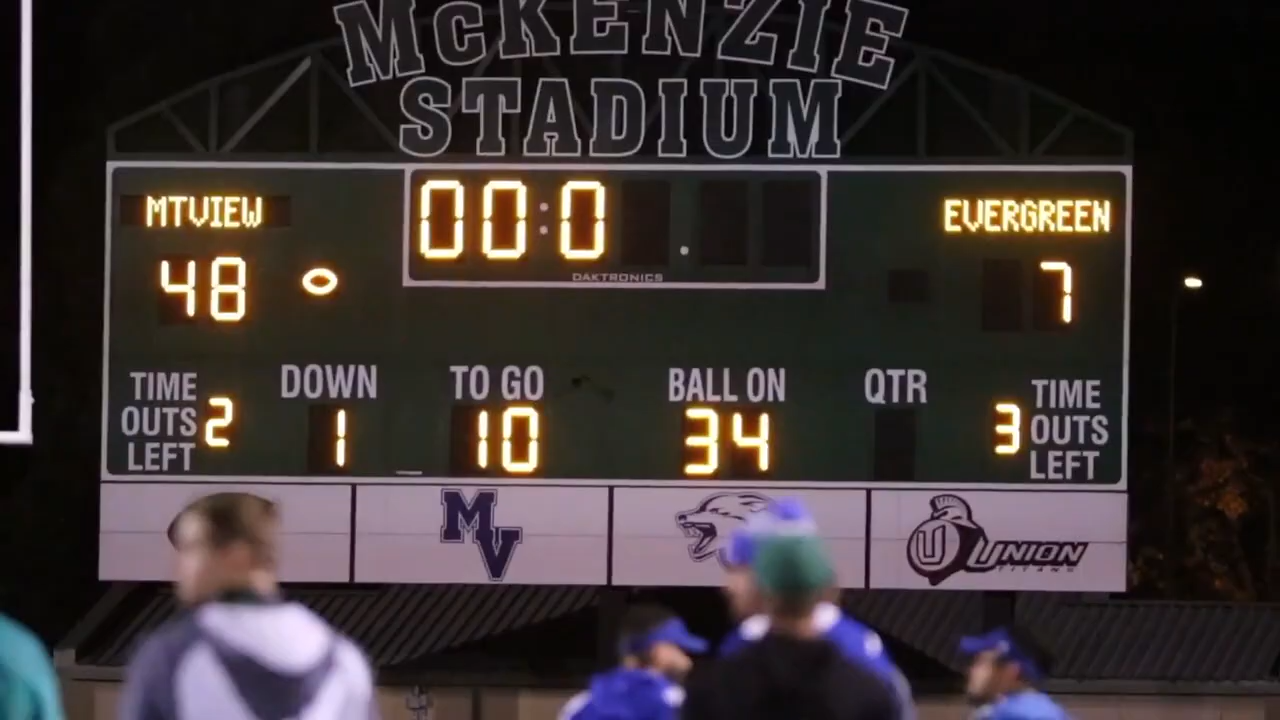 McKENZIE
STADIUM
MTVIEW
00:0 .
EVERGREEN
48
DAKTRONICS
7
TIME OUTS LEFT 2
DOWN 1
TO GO 10
BALL ON 34
QTR
3 TIME OUTS LEFT
MV
U UNION
TITANS